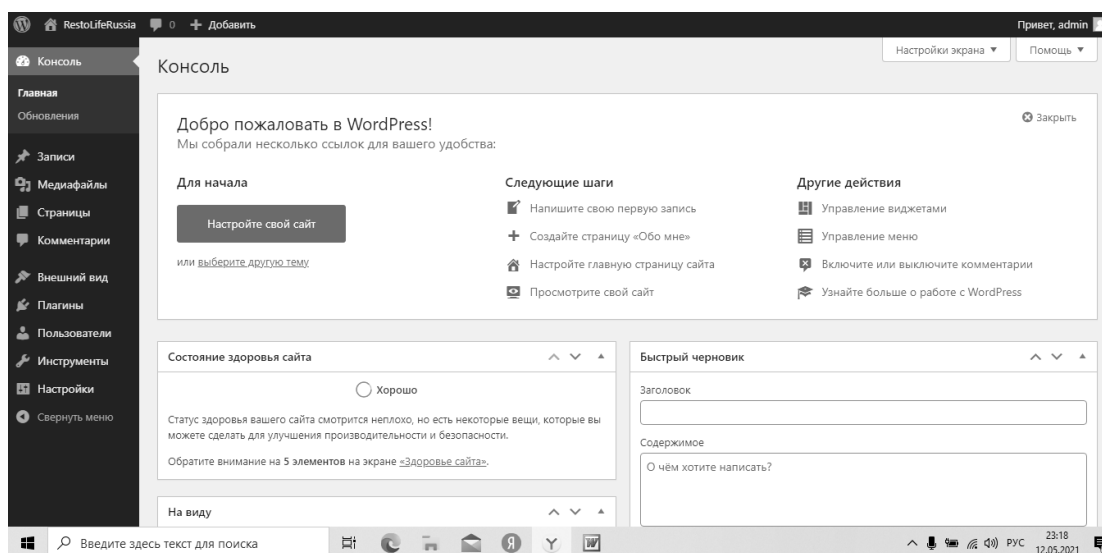 RestoLifeRussia 0 Добавить Привет, admin
Консоль
Главная
Обновления
Записи
Медиафайлы
Страницы
Комментарии
Внешний вид
Плагины
Пользователи
Инструменты
Настройки
Свернуть меню
Настройки экрана Помощь
Консоль
Закрыть
Добро пожаловать в WordPress!
Мы собрали несколько ссылок для вашего удобства:
Для начала
Настройте свой сайт
или выберите другую тему
Следующие шаги
Напишите свою первую запись
Создайте страницу «Обо мне»
Настройте главную страницу сайта
Просмотрите свой сайт
Другие действия
Управление виджетами
Управление меню
Включите или выключите комментарии
Узнайте больше о работе с WordPress
Состояние здоровья сайта
Хорошо
Статус здоровья вашего сайта смотрится неплохо, но есть некоторые вещи, которые вы
можете сделать для улучшения производительности и безопасности.
Обратите внимание на 5 элементов на экране «Здоровье сайта».
На виду
Быстрый черновик
Заголовок
Содержимое
О чём хотите написать?
Введите здесь текст для поиска
РУС
23:18
12.05.2021